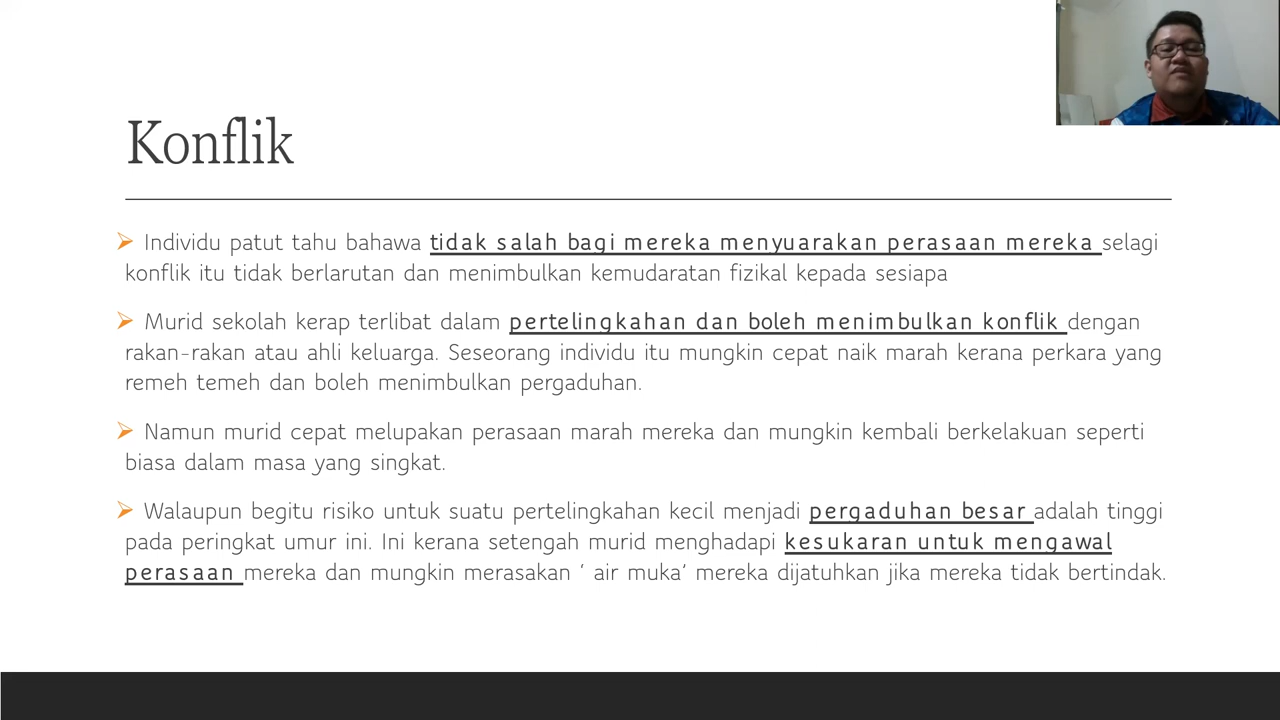 Konflik
Individu patut tahu bahawa tidak salah bagi mereka menyuarakan perasaan mereka selagi
konflik itu tidak berlarutan dan menimbulkan kemudaratan fizikal kepada sesiapa
Murid sekolah kerap terlibat dalam pertelingkahan dan boleh menimbulkan konflik dengan
rakan-rakan atau ahli keluarga. Seseorang individu itu mungkin cepat naik marah kerana perkara yang
remeh temeh dan boleh menimbulkan pergaduhan.
Namun murid cepat melupakan perasaan marah mereka dan mungkin kembali berkelakuan seperti
biasa dalam masa yang singkat.
Walaupun begitu risiko untuk suatu pertelingkahan kecil menjadi pergaduhan besar adalah tinggi
pada peringkat umur ini. Ini kerana setengah murid menghadapi kesukaran untuk mengawal
perasaan mereka dan mungkin merasakan ‘ air muka’ mereka dijatuhkan jika mereka tidak bertindak.